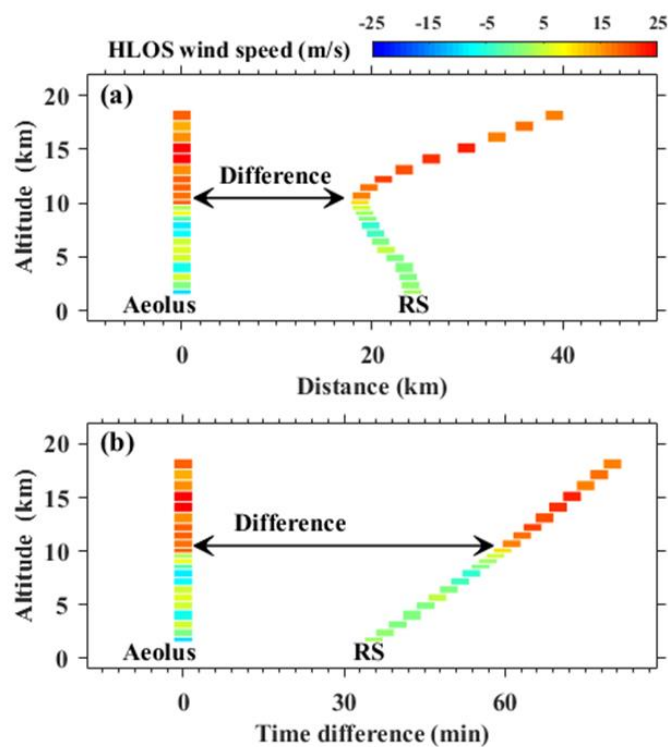 -25 -15 -5 5 15 25
HLOS wind speed (m/s)
(a)
20
15
10
5
0
Altitude (km)
Difference
Aeolus
RS
0 20 40
Distance (km)
(b)
20
15
10
5
0
Altitude (km)
Difference
Aeolus
RS
0 30 60
Time difference (min)